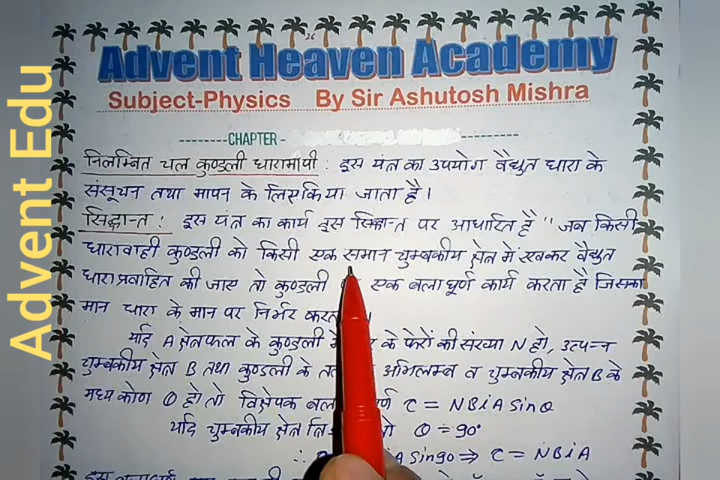 Advent Edu
26
Advent Heaven Academy
Subject-Physics By Sir Ashutosh Mishra
--------CHAPTER -
निलम्बित चल कुण्डली धारामापी : इस यंत्र का उपयोग वैद्युत धारा के
संसूचन तथा मापन के लिए किया जाता है।
सिद्धान्त : इस यंत्र का कार्य इस सिद्धान्त पर आधारित है " जब किसी
धारावाही कुण्डली को किसी एक समान चुम्बकीय क्षेत्र में रखकर वैद्युत
धारा प्रवाहित की जाए तो कुण्डली एक बलाघूर्ण कार्य करता है जिसका
मान धारा के मान पर निर्भर करता
यदि A क्षेत्रफल के कुण्डली के फेरों की संख्या N हो, उत्पन्न
चुम्बकीय क्षेत्र B तथा कुण्डली के अभिलम्ब व चुम्बकीय क्षेत्र B के
मध्य कोण θ हो तो विक्षेपक τ = NBiA Sinθ
यदि चुम्बकीय क्षेत्र θ = 90°
∴ A Sin90 ⇒ τ = NBiA